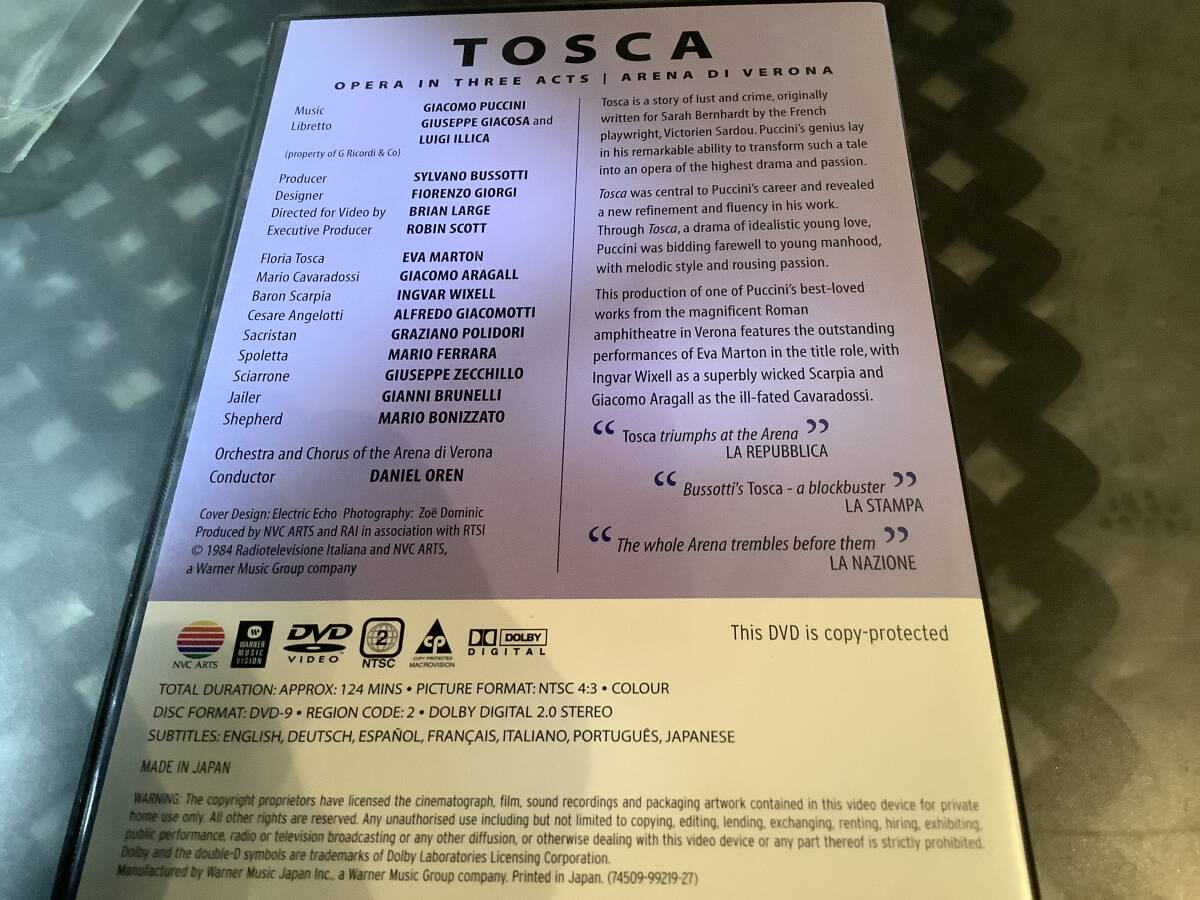 TOSCA
OPERA IN THREE ACTS | ARENA DI VERONA
Music GIACOMO PUCCINI
Libretto GIUSEPPE GIACOSA and
LUIGI ILLICA
(property of G Ricordi & Co)
Producer SYLVANO BUSSOTTI
Designer FIORENZO GIORGI
Directed for Video by BRIAN LARGE
Executive Producer ROBIN SCOTT
Floria Tosca EVA MARTON
Mario Cavaradossi GIACOMO ARAGALL
Baron Scarpia INGVAR WIXELL
Cesare Angelotti ALFREDO GIACOMOTTI
Sacristan GRAZIANO POLIDORI
Spoletta MARIO FERRARA
Sciarrone GIUSEPPE ZECCHILLO
Jailer GIANNI BRUNELLI
Shepherd MARIO BONIZZATO
Orchestra and Chorus of the Arena di Verona
Conductor DANIEL OREN
Cover Design: Electric Echo Photography: Zoë Dominic
Produced by NVC ARTS and RAI in association with RTSI
© 1984 Radiotelevisione Italiana and NVC ARTS,
a Warner Music Group company
Tosca is a story of lust and crime, originally
written for Sarah Bernhardt by the French
playwright, Victorien Sardou. Puccini's genius lay
in his remarkable ability to transform such a tale
into an opera of the highest drama and passion.
Tosca was central to Puccini's career and revealed
a new refinement and fluency in his work.
Through Tosca, a drama of idealistic young love,
Puccini was bidding farewell to young manhood,
with melodic style and rousing passion.
This production of one of Puccini's best-loved
works from the magnificent Roman
amphitheatre in Verona features the outstanding
performances of Eva Marton in the title role, with
Ingvar Wixell as a superbly wicked Scarpia and
Giacomo Aragall as the ill-fated Cavaradossi.
“ Tosca triumphs at the Arena ”
LA REPUBBLICA
“ Bussotti's Tosca - a blockbuster ”
LA STAMPA
“ The whole Arena trembles before them ”
LA NAZIONE
NVC ARTS
WARNER MUSIC VISION
DVD VIDEO
2 NTSC
CP COPY PROTECTED MACROVISION
DOLBY DIGITAL
This DVD is copy-protected
TOTAL DURATION: APPROX: 124 MINS • PICTURE FORMAT: NTSC 4:3 • COLOUR
DISC FORMAT: DVD-9 • REGION CODE: 2 • DOLBY DIGITAL 2.0 STEREO
SUBTITLES: ENGLISH, DEUTSCH, ESPAÑOL, FRANÇAIS, ITALIANO, PORTUGUÊS, JAPANESE
MADE IN JAPAN
WARNING: The copyright proprietors have licensed the cinematograph, film, sound recordings and packaging artwork contained in this video device for private
home use only. All other rights are reserved. Any unauthorised use including but not limited to copying, editing, lending, exchanging, renting, hiring, exhibiting,
public performance, radio or television broadcasting or any other diffusion, or otherwise dealing with this video device or any part thereof is strictly prohibited.
Dolby and the double-D symbols are trademarks of Dolby Laboratories Licensing Corporation.
Manufactured by Warner Music Japan Inc., a Warner Music Group company. Printed in Japan. (74509-99219-27)